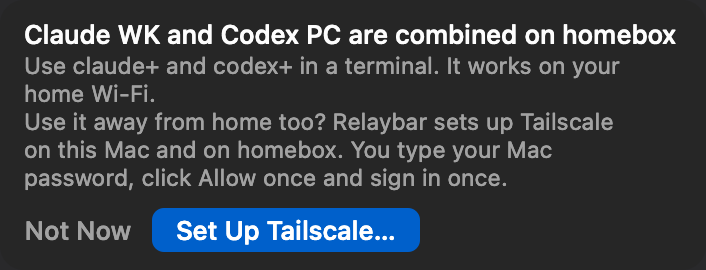 Claude WK and Codex PC are combined on homebox
Use claude+ and codex+ in a terminal. It works on your
home Wi-Fi.
Use it away from home too? Relaybar sets up Tailscale
on this Mac and on homebox. You type your Mac
password, click Allow once and sign in once.
Not Now
Set Up Tailscale...